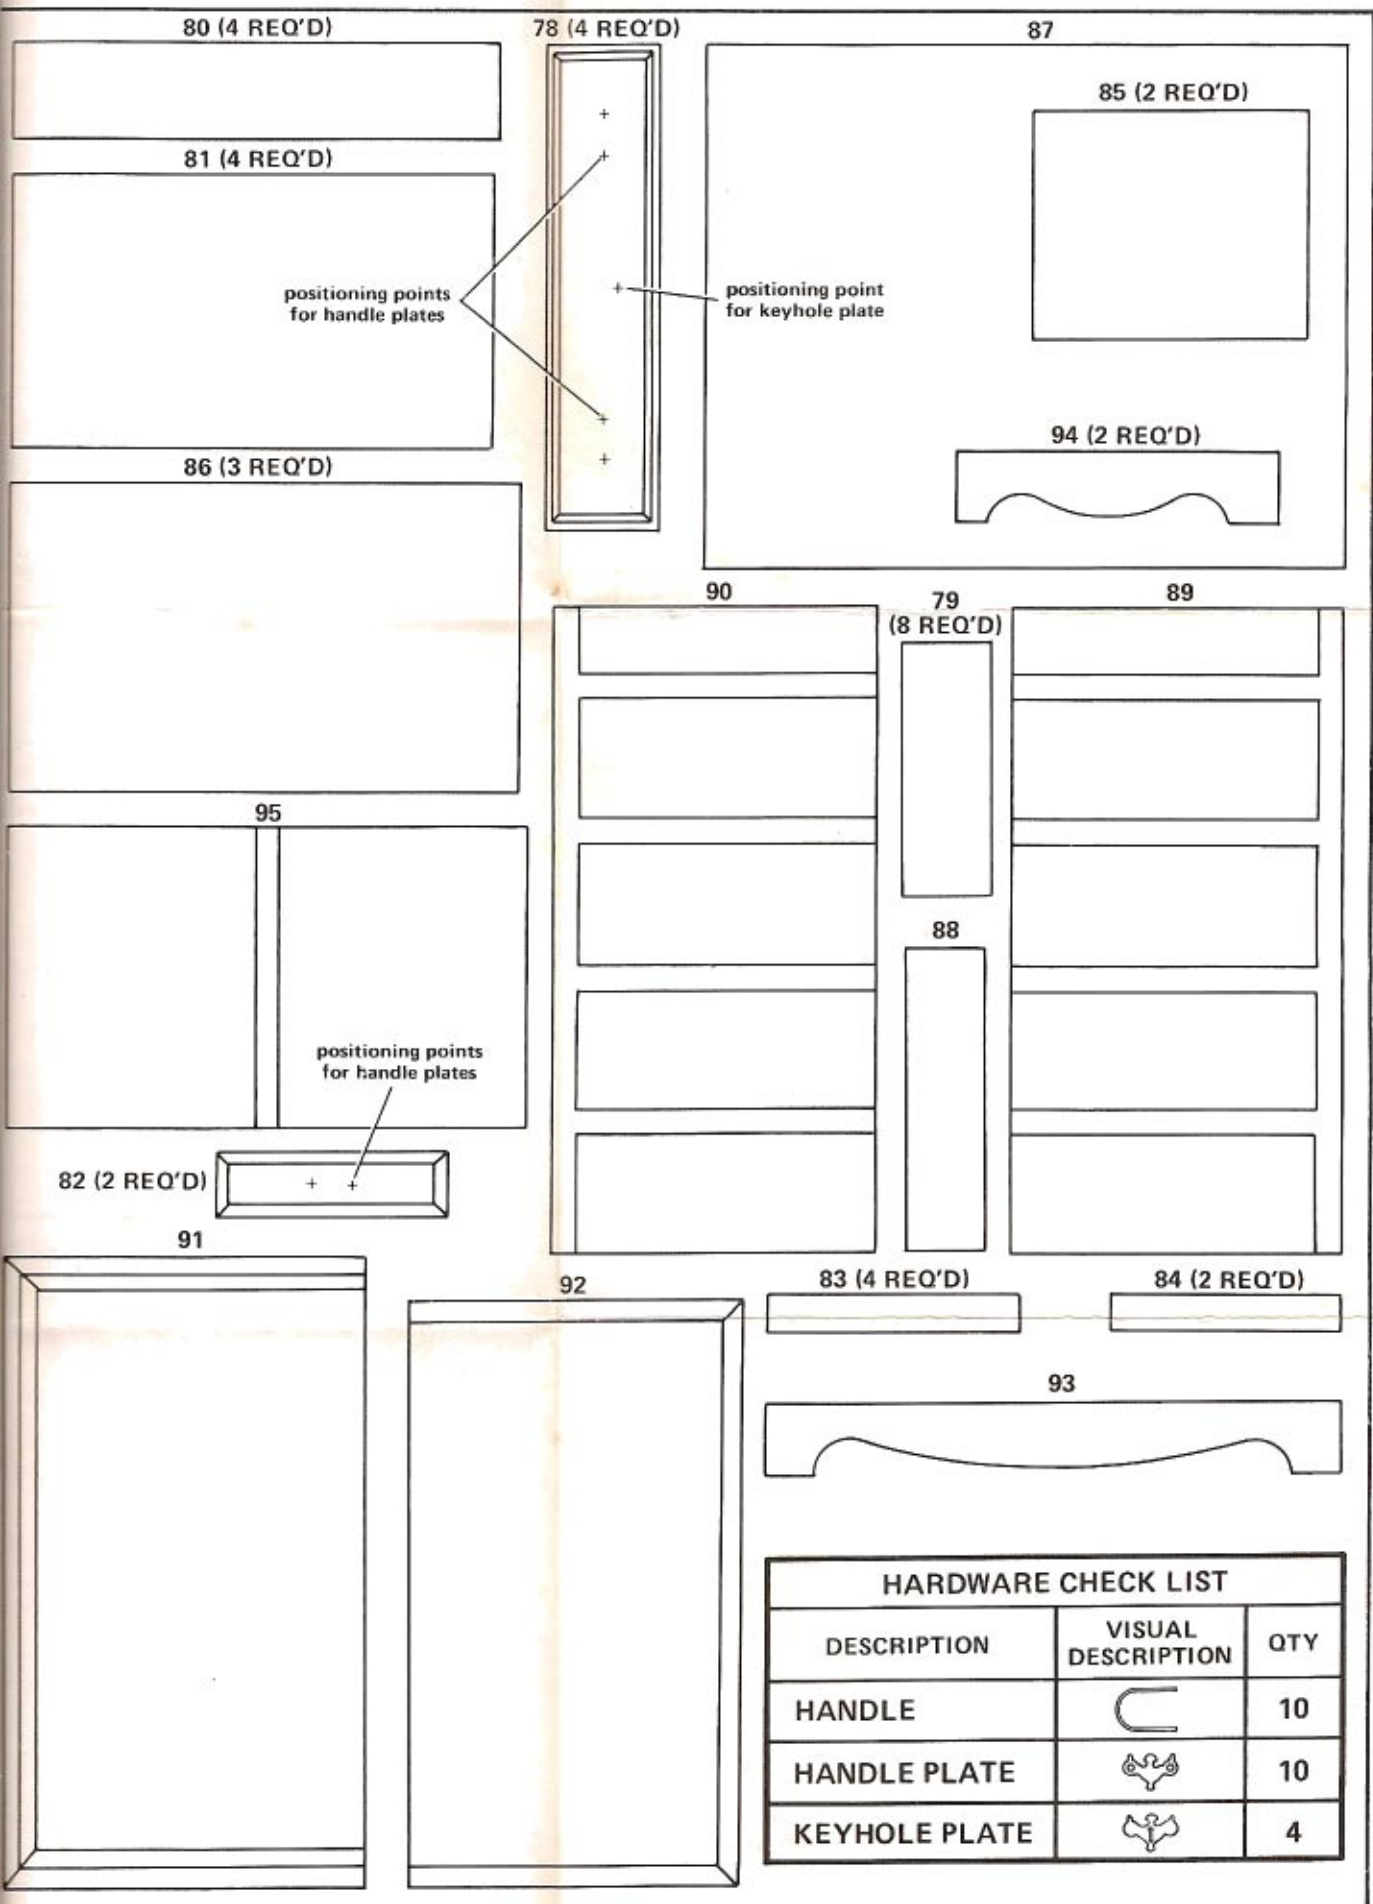 80 (4 REQ'D)
78 (4 REQ'D)
87
85 (2 REQ'D)
81 (4 REQ'D)
positioning points
for handle plates
positioning point
for keyhole plate
94 (2 REQ'D)
86 (3 REQ'D)
90
79
(8 REQ'D)
89
95
88
positioning points
for handle plates
82 (2 REQ'D)
91
92
83 (4 REQ'D)
84 (2 REQ'D)
93
HARDWARE CHECK LIST
DESCRIPTION
VISUAL
DESCRIPTION
QTY
HANDLE
10
HANDLE PLATE
10
KEYHOLE PLATE
4